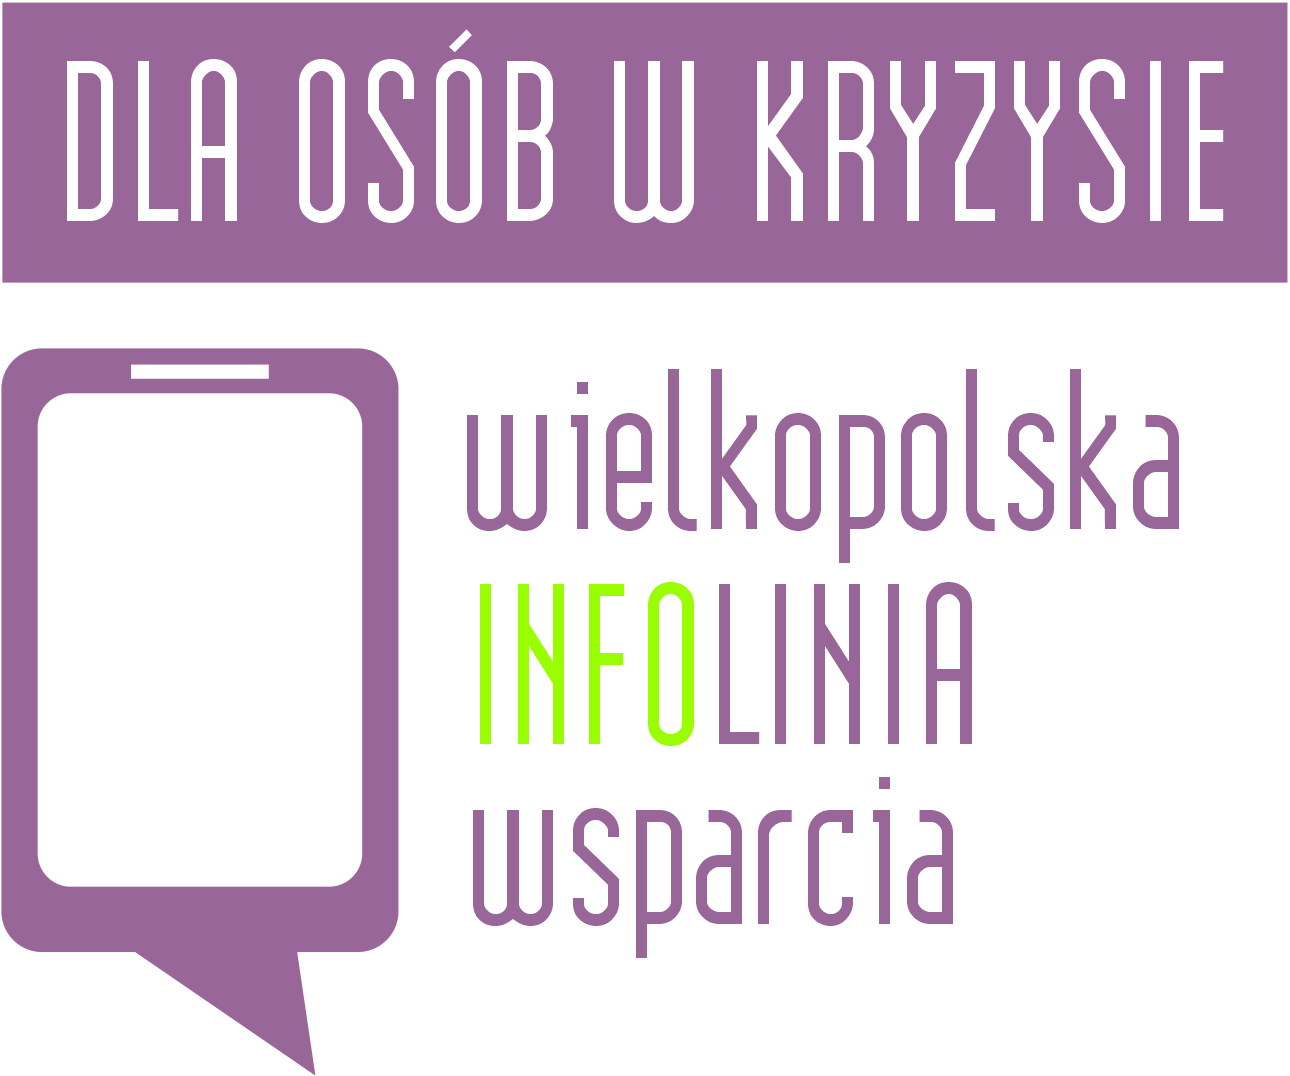 DLA OSÓB W KRYZYSIE
wielkopolska
INFOLINIA
wsparcia